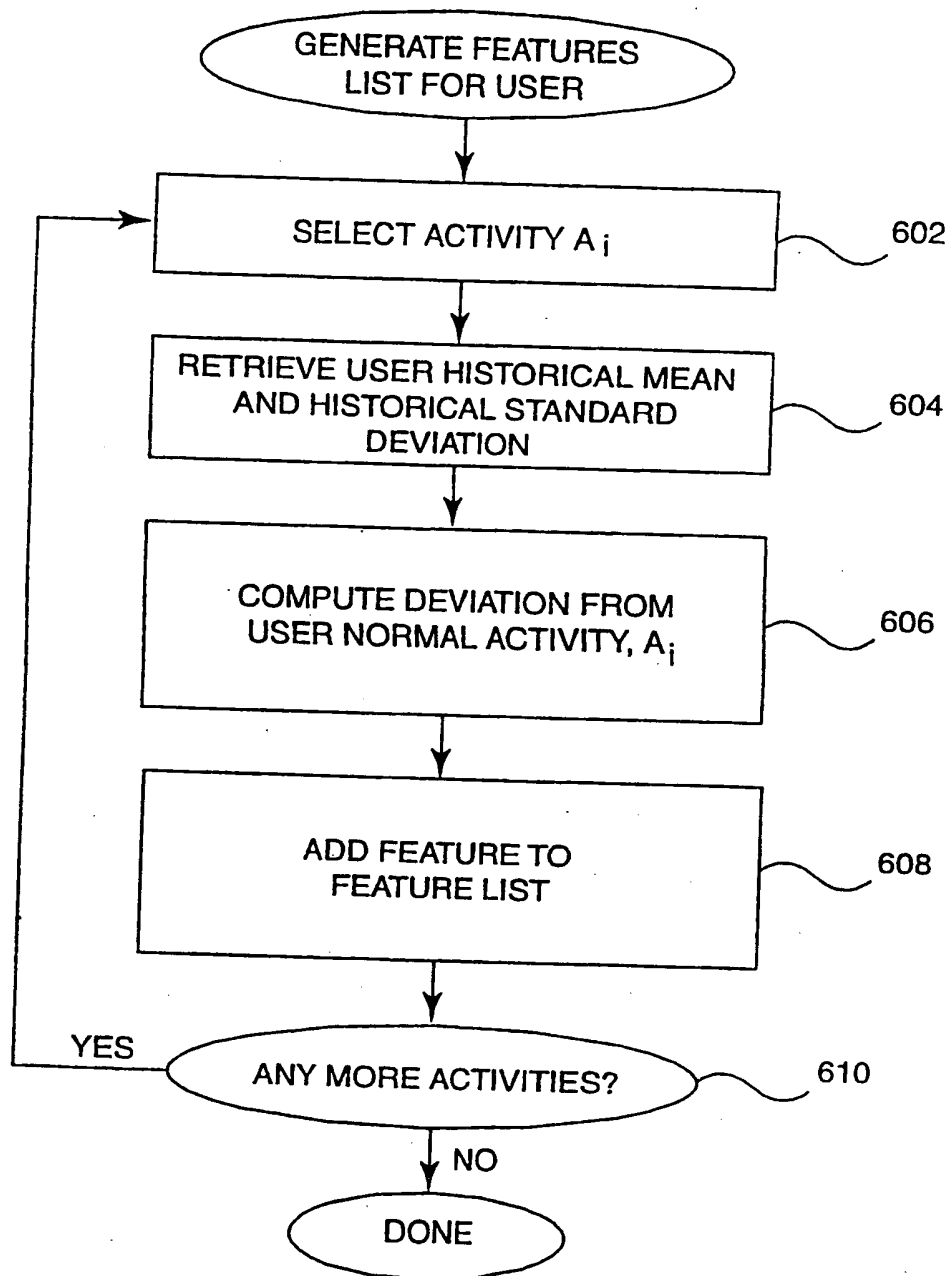 GENERATE FEATURES
LIST FOR USER
SELECT ACTIVITY A i
602
RETRIEVE USER HISTORICAL MEAN
AND HISTORICAL STANDARD
DEVIATION
604
COMPUTE DEVIATION FROM
USER NORMAL ACTIVITY, A i
606
ADD FEATURE TO
FEATURE LIST
608
YES
ANY MORE ACTIVITIES?
610
NO
DONE